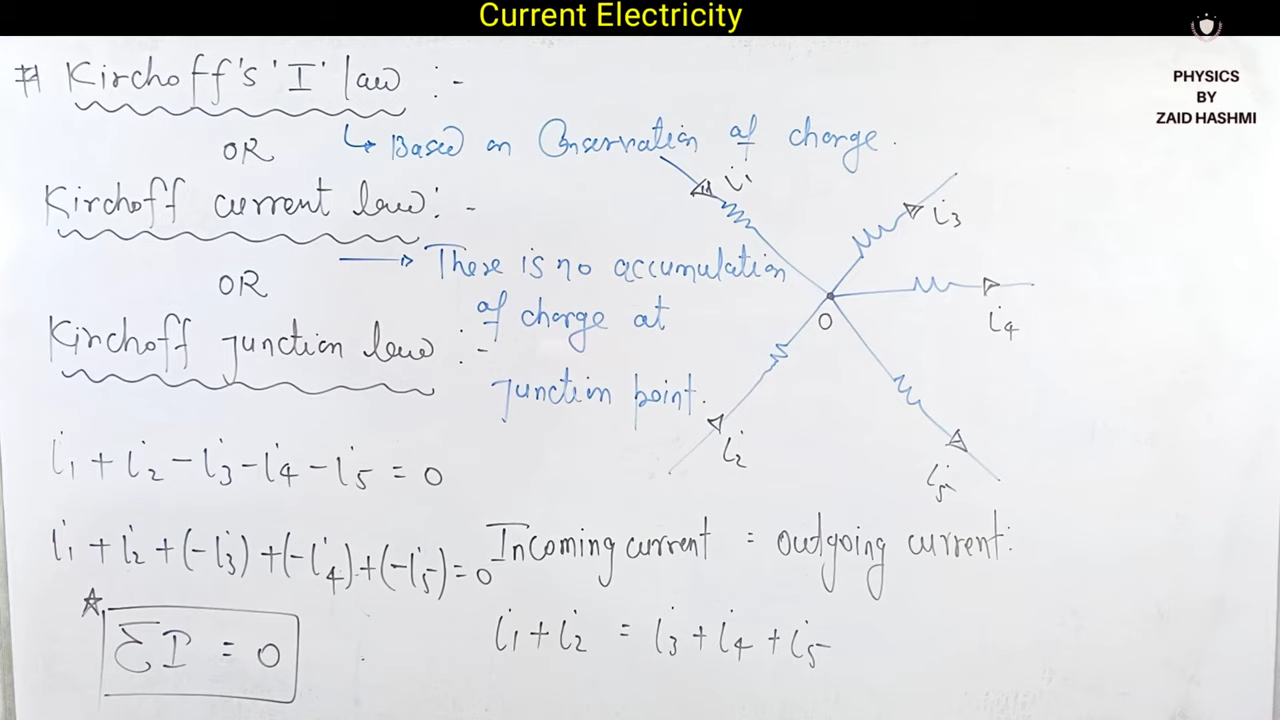 Current Electricity
PHYSICS
BY
ZAID HASHMI
# Kirchoff's 'I' law :-
OR
↳ Based on Conservation of charge.
Kirchoff current law :-
OR
→ There is no accumulation
of charge at
junction point.
Kirchoff junction law :-
i₁
i₃
i₄
O
i₂
i₅
i₁ + i₂ − i₃ − i₄ − i₅ = 0
i₁ + i₂ + (−i₃) + (−i₄) + (−i₅) = 0
Incoming current = outgoing current.
i₁ + i₂ = i₃ + i₄ + i₅
☆ ΣI = 0